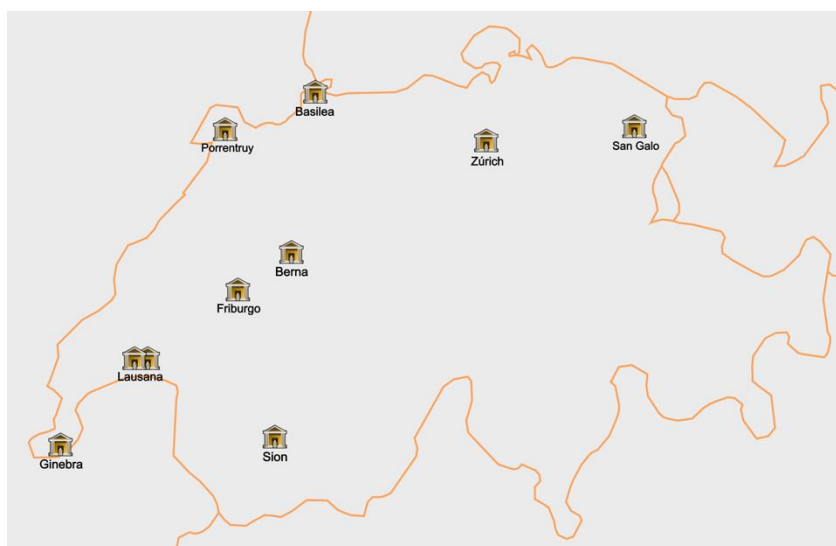 Basilea
Porrentruy
Zúrich
San Galo
Berna
Friburgo
Lausana
Ginebra
Sion